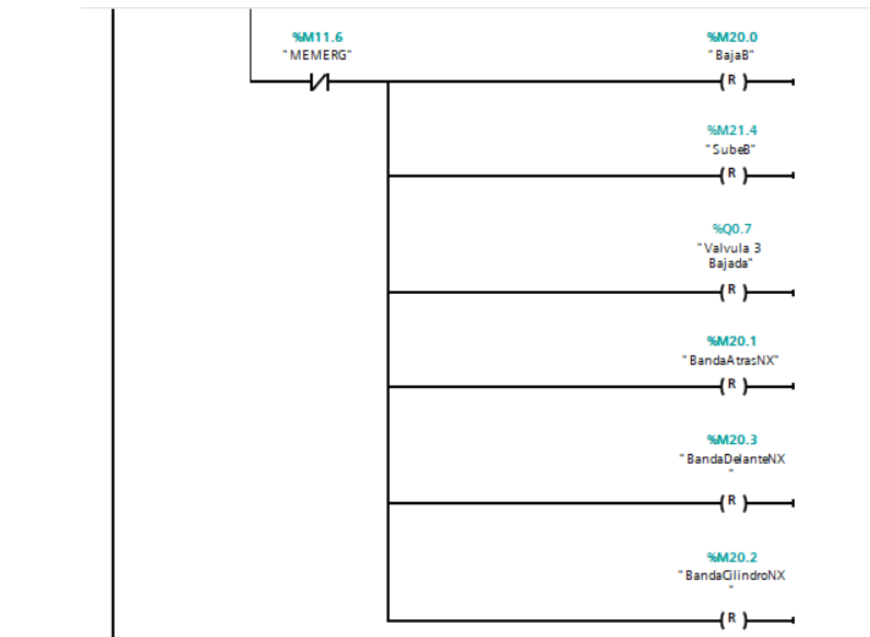 %M11.6
"MEMERG"
%M20.0
"BajaB"
( R )
%M21.4
"SubeB"
( R )
%Q0.7
"Valvula 3
Bajada"
( R )
%M20.1
"BandaAtrasNX"
( R )
%M20.3
"BandaDelanteNX
"
( R )
%M20.2
"BandaCilindroNX
"
( R )